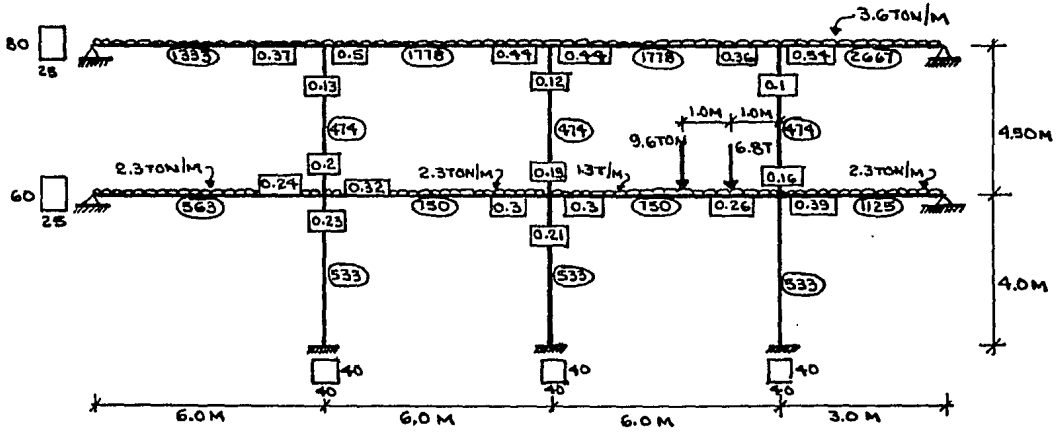 3.6TON/M
80
25
1333
0.37
0.5
1778
0.44
0.44
1778
0.36
0.54
2667
0.13
0.12
0.1
1.0M
1.0M
474
474
474
9.6TON
6.8T
4.50M
2.3TON/M
0.2
2.3TON/M
0.19
1.3T/M
0.16
2.3TON/M
0.24
0.32
60
25
563
750
0.3
0.3
750
0.26
0.39
1125
0.23
0.21
533
533
533
4.0M
40
40
40
40
40
40
6.0M
6.0M
6.0M
3.0M